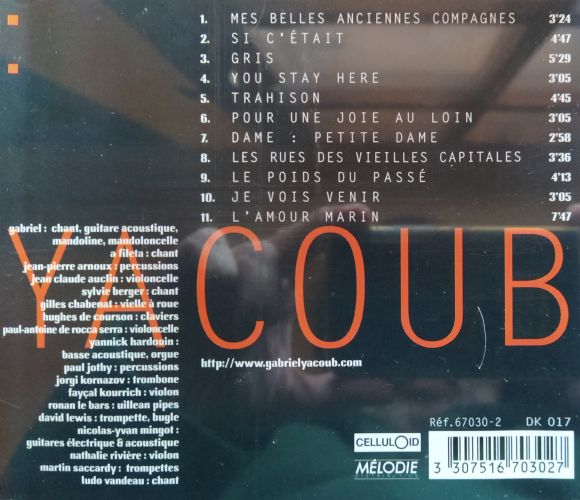 1. MES BELLES ANCIENNES COMPAGNES 3'24
2. SI C'ÉTAIT 4'47
3. GRIS 5'29
4. YOU STAY HERE 3'05
5. TRAHISON 4'45
6. POUR UNE JOIE AU LOIN 3'05
7. DAME : PETITE DAME 2'58
8. LES RUES DES VIEILLES CAPITALES 3'36
9. LE POIDS DU PASSÉ 4'13
10. JE VOIS VENIR 3'05
11. L'AMOUR MARIN 7'47
YACOUB
gabriel : chant, guitare acoustique,
mandoline, mandoloncelle
a fileta : chant
jean-pierre arnoux : percussions
jean claude auclin : violoncelle
sylvie berger : chant
gilles chabenat : vielle à roue
hughes de courson : claviers
paul-antoine de rocca serra : violoncelle
yannick hardouin :
basse acoustique, orgue
paul jothy : percussions
jorgi kornazov : trombone
fayçal kourrich : violon
ronan le bars : uillean pipes
david lewis : trompette, bugle
nicolas-yvan mingot :
guitares électrique & acoustique
nathalie rivière : violon
martin saccardy : trompettes
ludo vandeau : chant
http://www.gabrielyacoub.com
Réf.67030-2 DK 017
CELLULOID
MÉLODIE
DISTRIBUTION
3 307516 703027